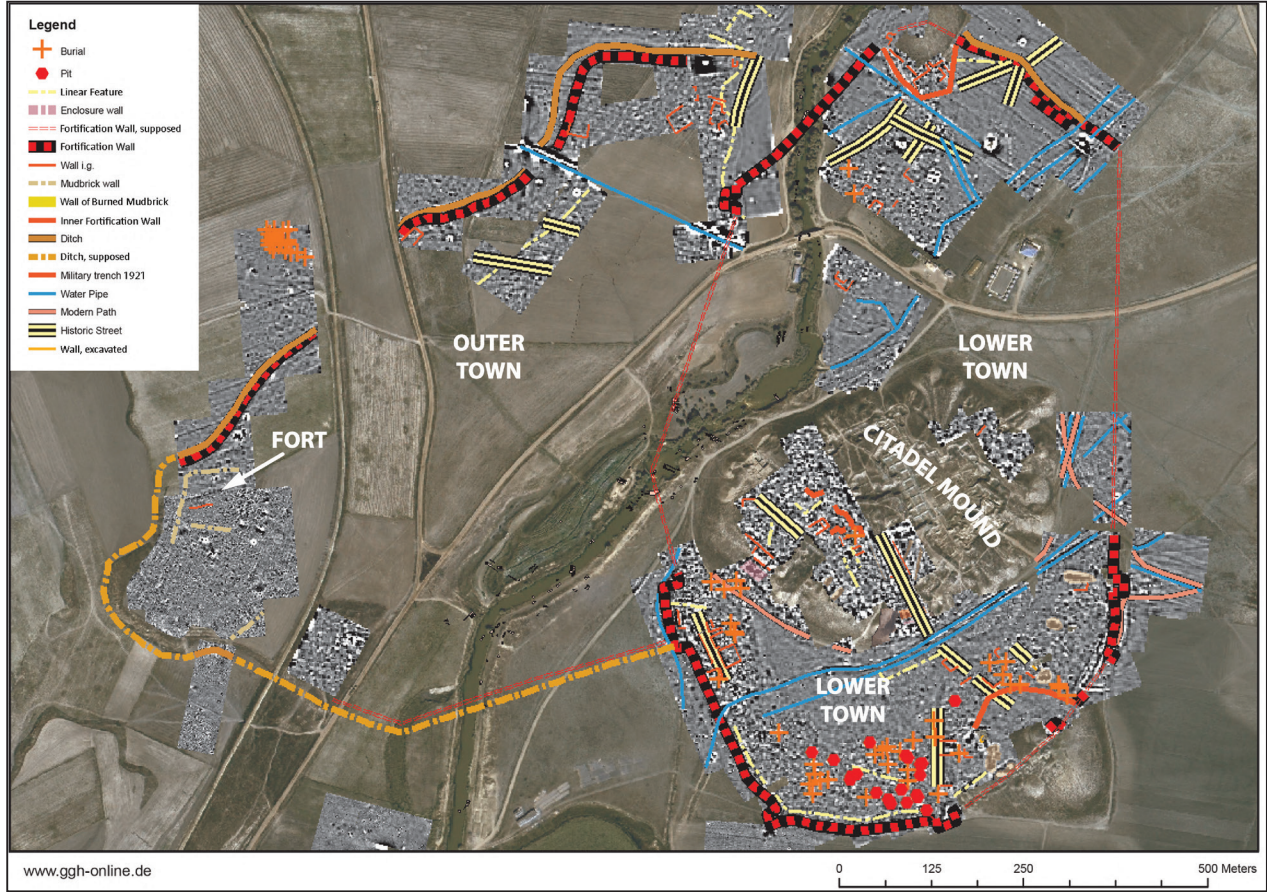 Legend
Burial
Pit
Linear Feature
Enclosure wall
Fortification Wall, supposed
Fortification Wall
Wall i.g.
Mudbrick wall
Wall of Burned Mudbrick
Inner Fortification Wall
Ditch
Ditch, supposed
Military trench 1921
Water Pipe
Modern Path
Historic Street
Wall, excavated
OUTER
TOWN
LOWER
TOWN
FORT
CITADEL MOUND
LOWER
TOWN
www.ggh-online.de
0 125 250 500 Meters